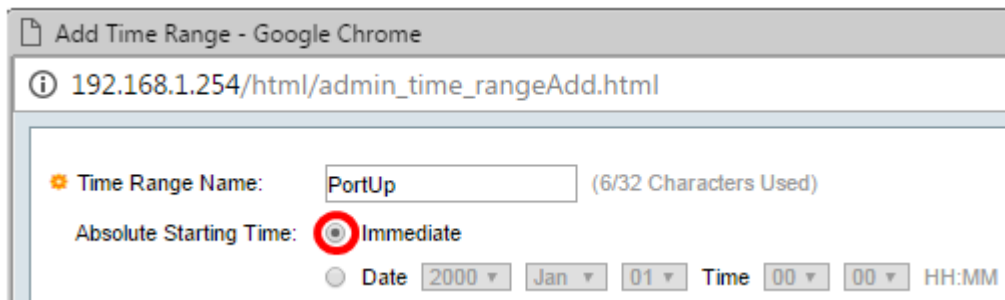 Add Time Range - Google Chrome
192.168.1.254/html/admin_time_rangeAdd.html
Time Range Name: PortUp (6/32 Characters Used)
Absolute Starting Time: Immediate
Date 2000 Jan 01 Time 00 00 HH:MM